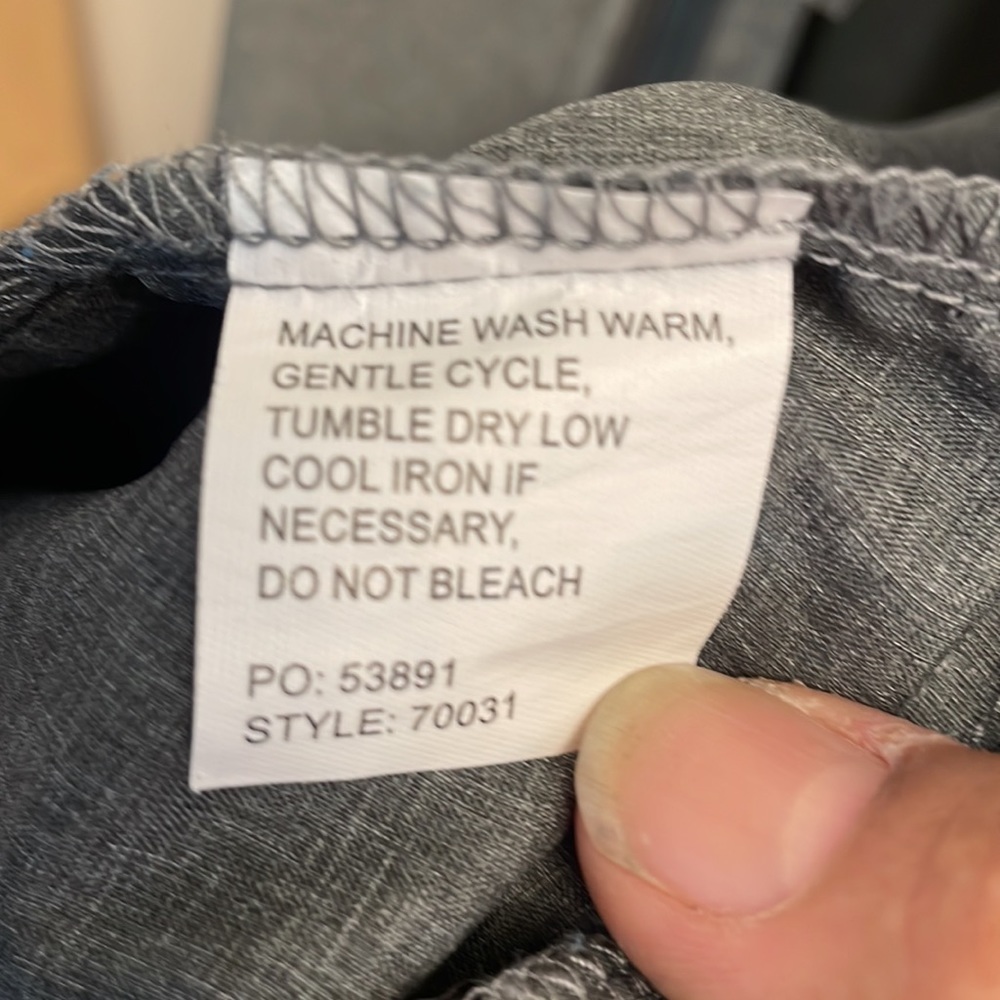 MACHINE WASH WARM,
GENTLE CYCLE,
TUMBLE DRY LOW
COOL IRON IF
NECESSARY,
DO NOT BLEACH
PO: 53891
STYLE: 70031